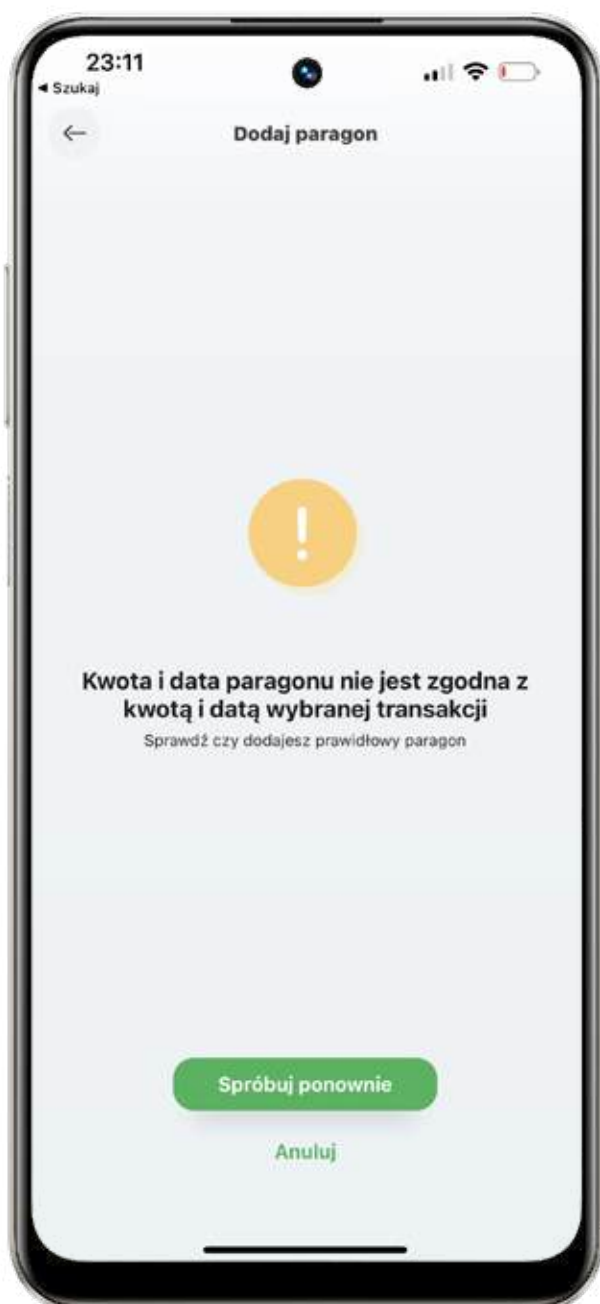 23:11
◀ Szukaj
Dodaj paragon
!
Kwota i data paragonu nie jest zgodna z
kwotą i datą wybranej transakcji
Sprawdź czy dodajesz prawidłowy paragon
Spróbuj ponownie
Anuluj